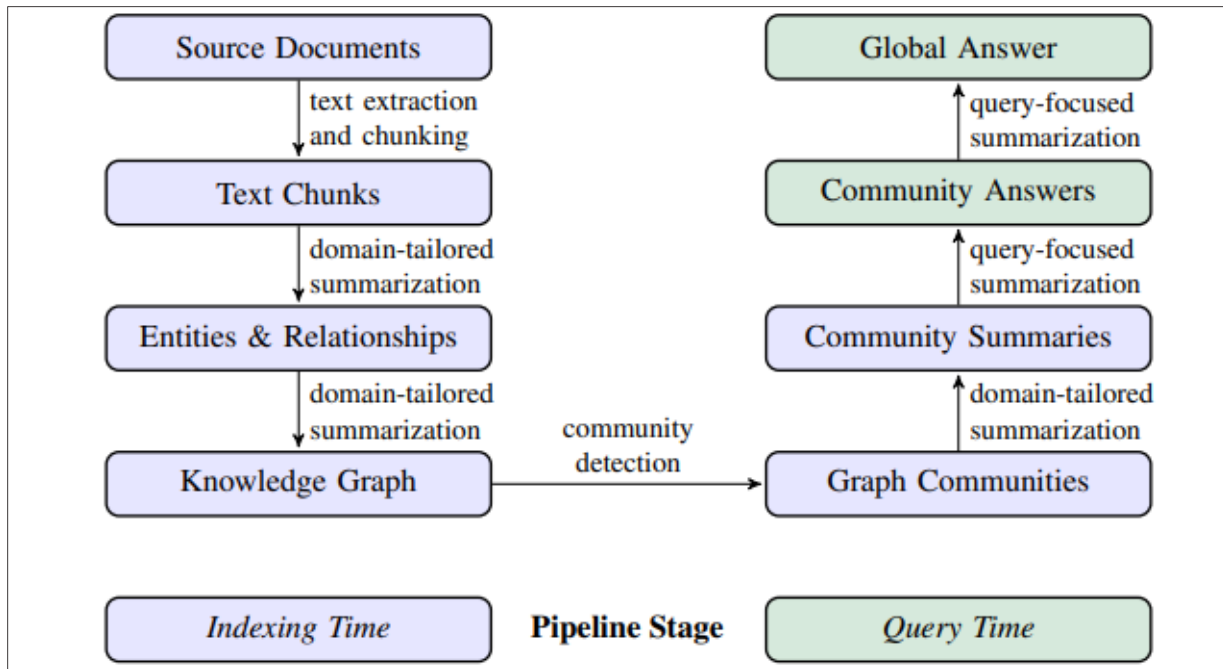 Source Documents
text extraction
and chunking
Text Chunks
domain-tailored
summarization
Entities & Relationships
domain-tailored
summarization
Knowledge Graph
community
detection
Graph Communities
domain-tailored
summarization
Community Summaries
query-focused
summarization
Community Answers
query-focused
summarization
Global Answer
Indexing Time
Pipeline Stage
Query Time